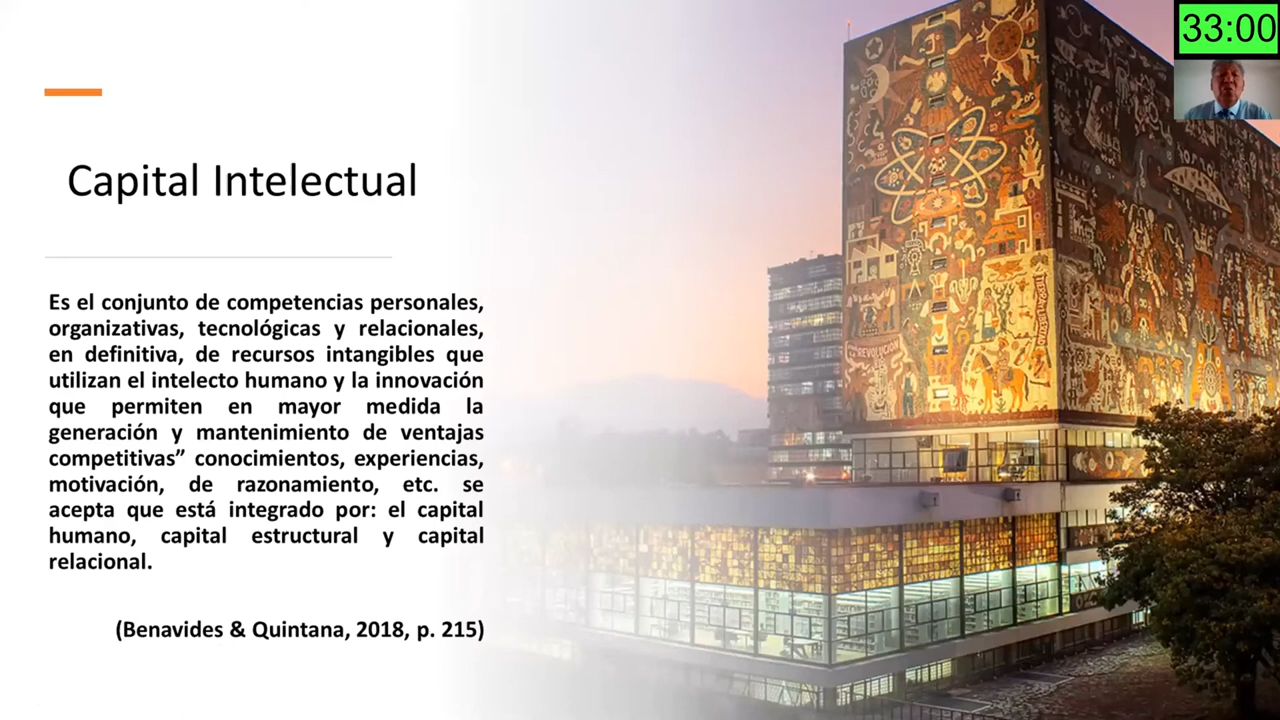 33:00
Capital Intelectual
Es el conjunto de competencias personales,
organizativas, tecnológicas y relacionales,
en definitiva, de recursos intangibles que
utilizan el intelecto humano y la innovación
que permiten en mayor medida la
generación y mantenimiento de ventajas
competitivas” conocimientos, experiencias,
motivación, de razonamiento, etc. se
acepta que está integrado por: el capital
humano, capital estructural y capital
relacional.
(Benavides & Quintana, 2018, p. 215)